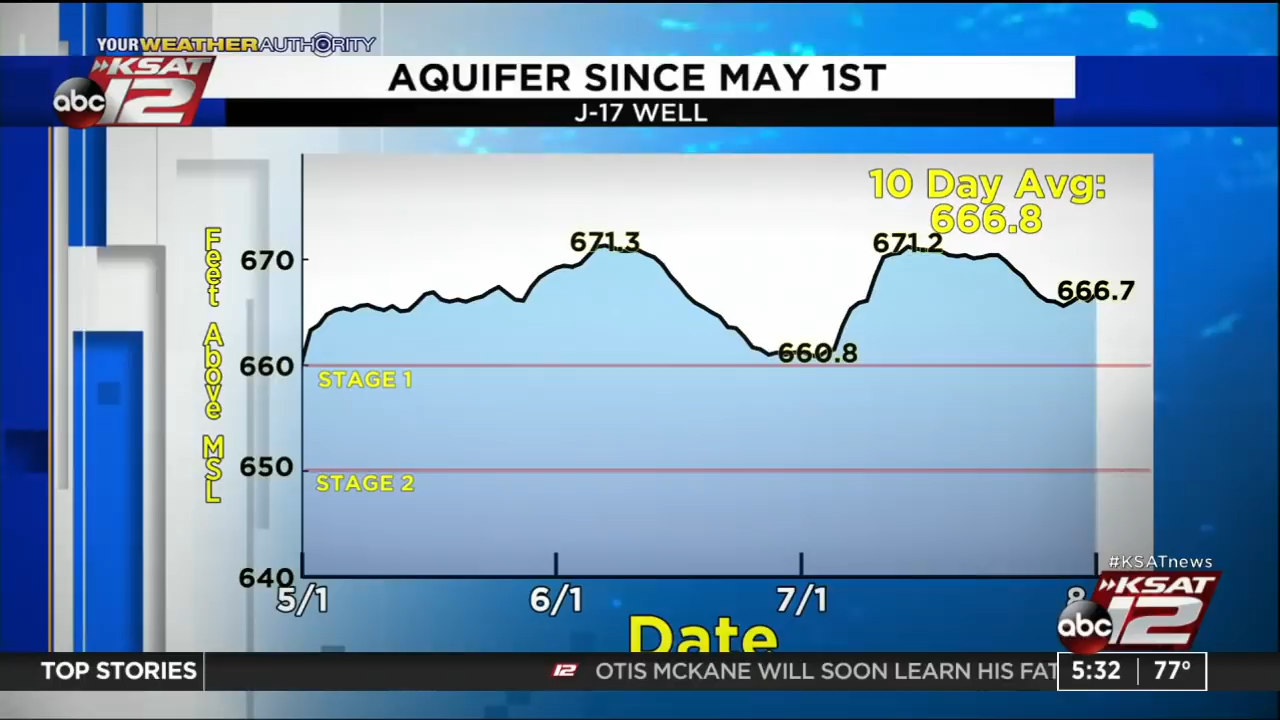 YOURWEATHERAUTHORITY
KSAT
abc 12
AQUIFER SINCE MAY 1ST
J-17 WELL
10 Day Avg:
666.8
671.3
671.2
666.7
660.8
Feet Above MSL
670
660
650
640
STAGE 1
STAGE 2
5/1
6/1
7/1
8
Date
#KSATnews
KSAT
abc 12
TOP STORIES
12 OTIS MCKANE WILL SOON LEARN HIS FAT
5:32 77°